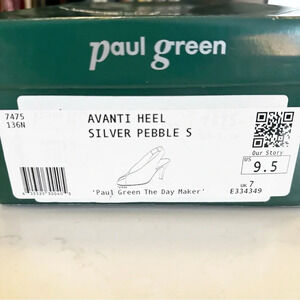 paul green
7475
136N
AVANTI HEEL
SILVER PEBBLE S
Our Story
US
9.5
UK 7
'Paul Green The Day Maker'
E334349